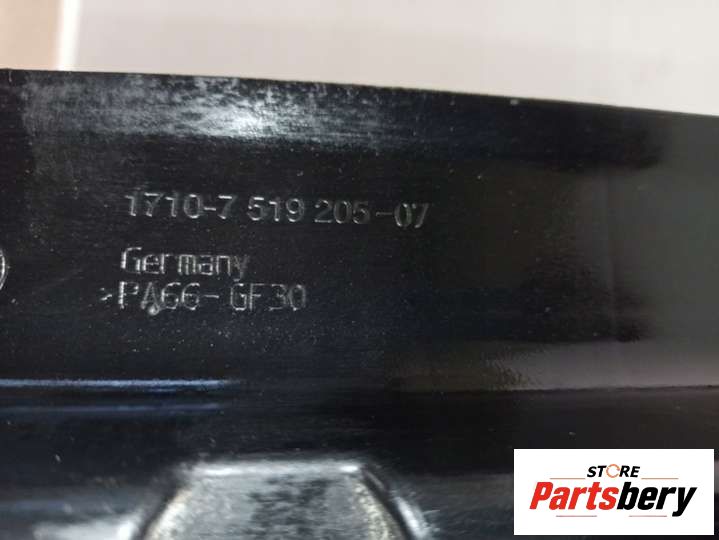 1710-7 519 205-07
Germany
>PA66-GF30
STORE
Partsbery